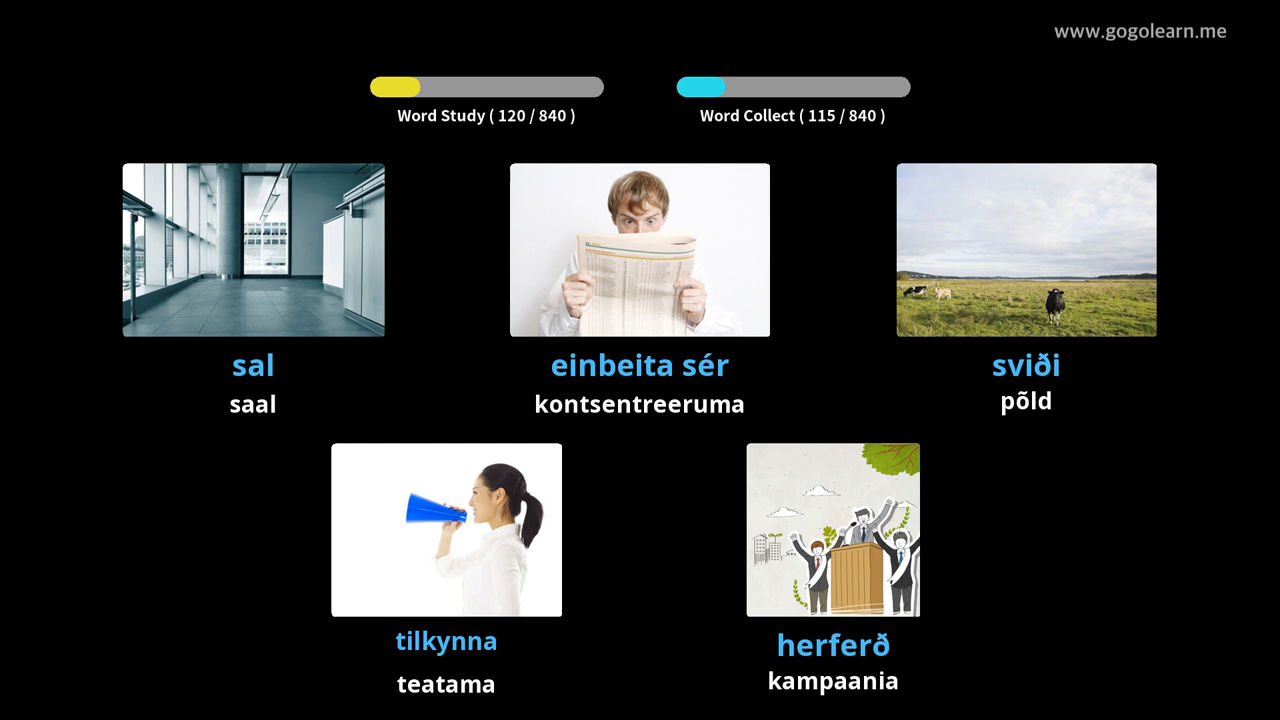 www.gogolearn.me
Word Study ( 120 / 840 )
Word Collect ( 115 / 840 )
sal
saal
einbeita sér
kontsentreeruma
sviði
põld
tilkynna
teatama
herferð
kampaania